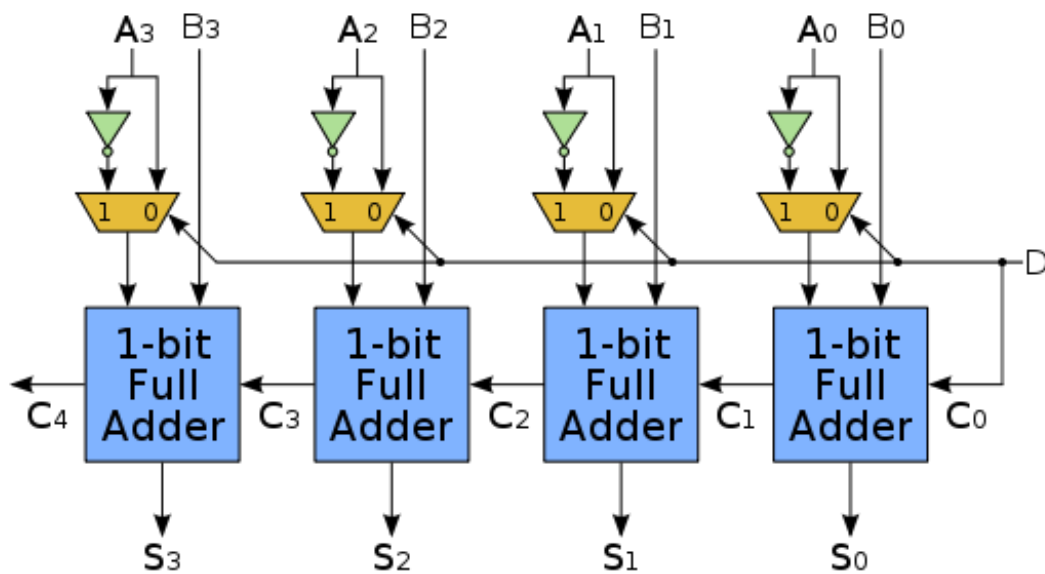 A3 B3 A2 B2 A1 B1 A0 B0
1 0 1 0 1 0 1 0
D
1-bit Full Adder 1-bit Full Adder 1-bit Full Adder 1-bit Full Adder
C4 C3 C2 C1 C0
S3 S2 S1 S0